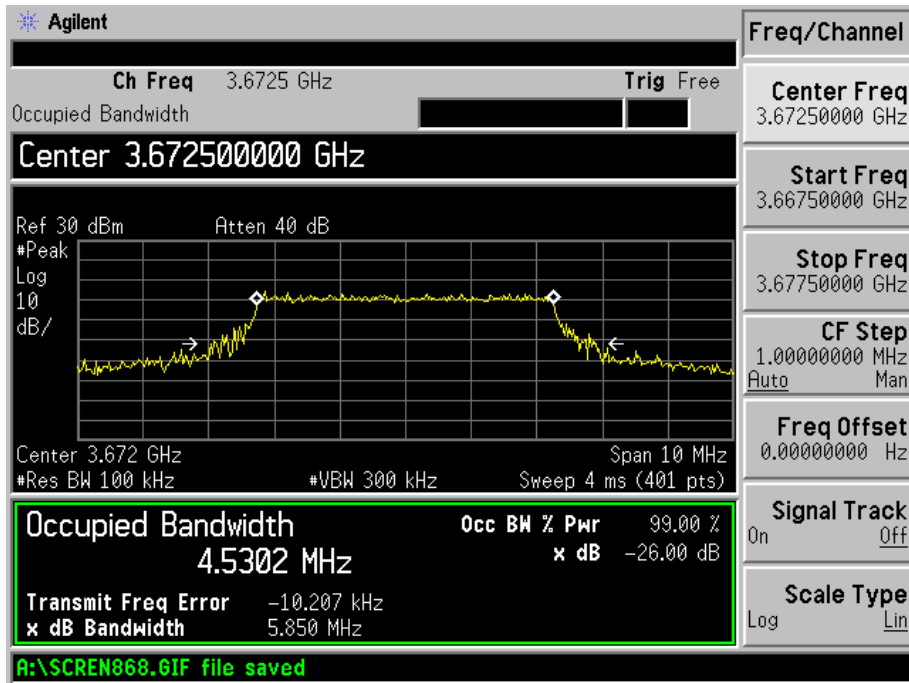 Agilent
Freq/Channel
Ch Freq 3.6725 GHz Trig Free
Occupied Bandwidth
Center 3.672500000 GHz
Ref 30 dBm Atten 40 dB
#Peak
Log
10
dB/
Center 3.672 GHz Span 10 MHz
#Res BW 100 kHz #VBW 300 kHz Sweep 4 ms (401 pts)
Occupied Bandwidth
4.5302 MHz
Occ BW % Pwr 99.00 %
x dB -26.00 dB
Transmit Freq Error -10.207 kHz
x dB Bandwidth 5.850 MHz
A:\SCREN868.GIF file saved
Center Freq
3.67250000 GHz
Start Freq
3.66750000 GHz
Stop Freq
3.67750000 GHz
CF Step
1.00000000 MHz
Auto Man
Freq Offset
0.00000000 Hz
Signal Track
On Off
Scale Type
Log Lin